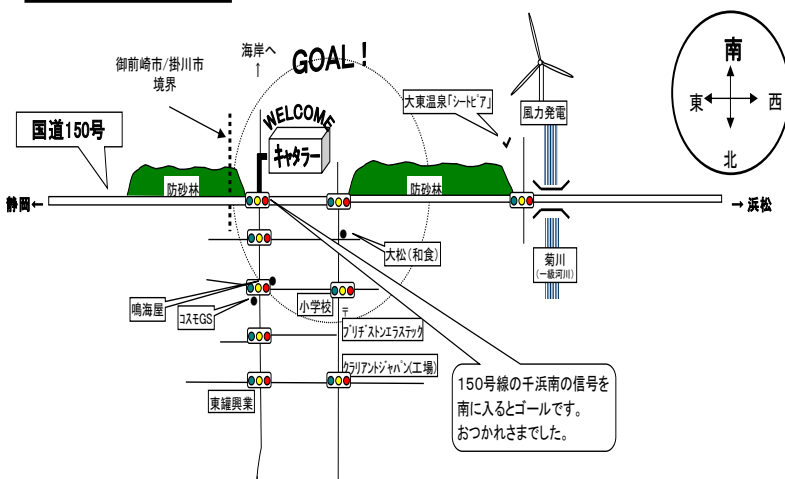 御前崎市/掛川市
境界
海岸へ
↑
GOAL！
WELCOME
キャタラー
大東温泉「シートピア」
風力発電
南
東
西
北
国道150号
防砂林
防砂林
静岡←
→浜松
大松(和食)
菊川
(一級河川)
鳴海屋
コスモGS
小学校
〒
ブリヂストンエラステック
クラリアントジャパン(工場)
東罐興業
150号線の千浜南の信号を
南に入るとゴールです。
おつかれさまでした。